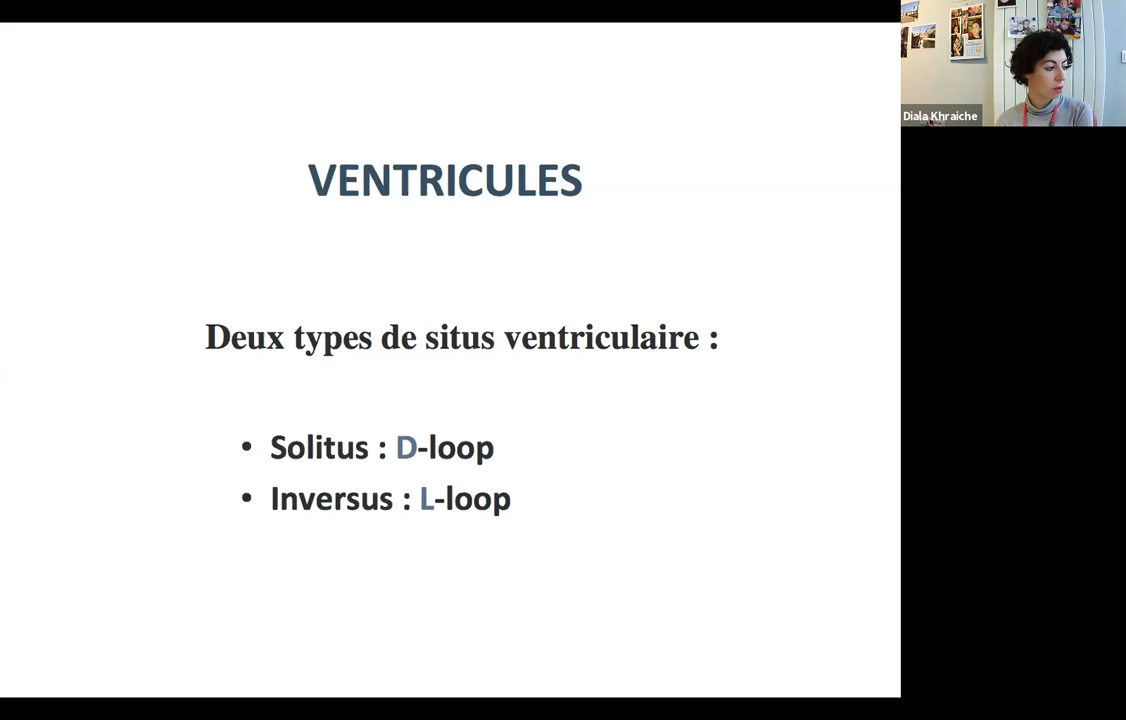 VENTRICULES
Deux types de situs ventriculaire :
• Solitus : D-loop
• Inversus : L-loop
Diala Khraiche